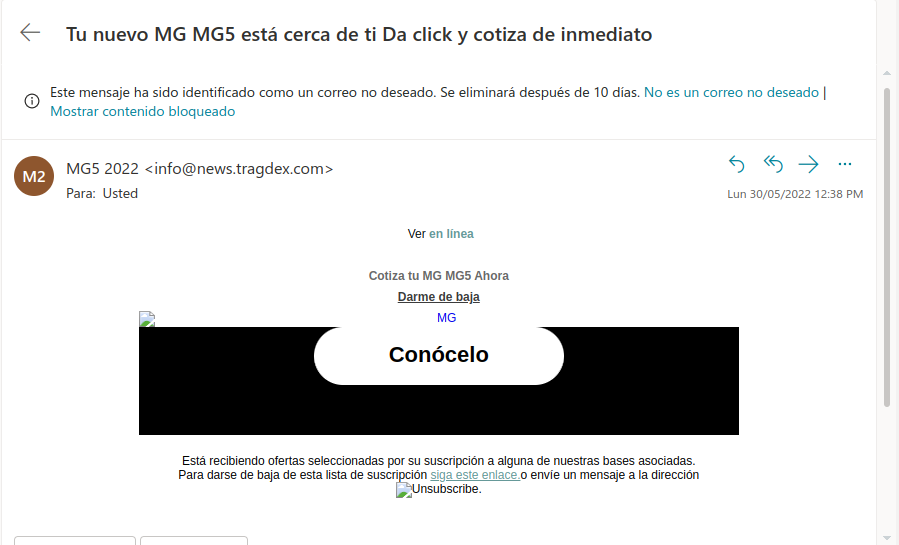 Tu nuevo MG MG5 está cerca de ti Da click y cotiza de inmediato
Este mensaje ha sido identificado como un correo no deseado. Se eliminará después de 10 días. No es un correo no deseado |
Mostrar contenido bloqueado
M2
MG5 2022 <info@news.tragdex.com>
Para: Usted
Lun 30/05/2022 12:38 PM
Ver en línea
Cotiza tu MG MG5 Ahora
Darme de baja
MG
Conócelo
Está recibiendo ofertas seleccionadas por su suscripción a alguna de nuestras bases asociadas.
Para darse de baja de esta lista de suscripción siga este enlace.o envíe un mensaje a la dirección
Unsubscribe.